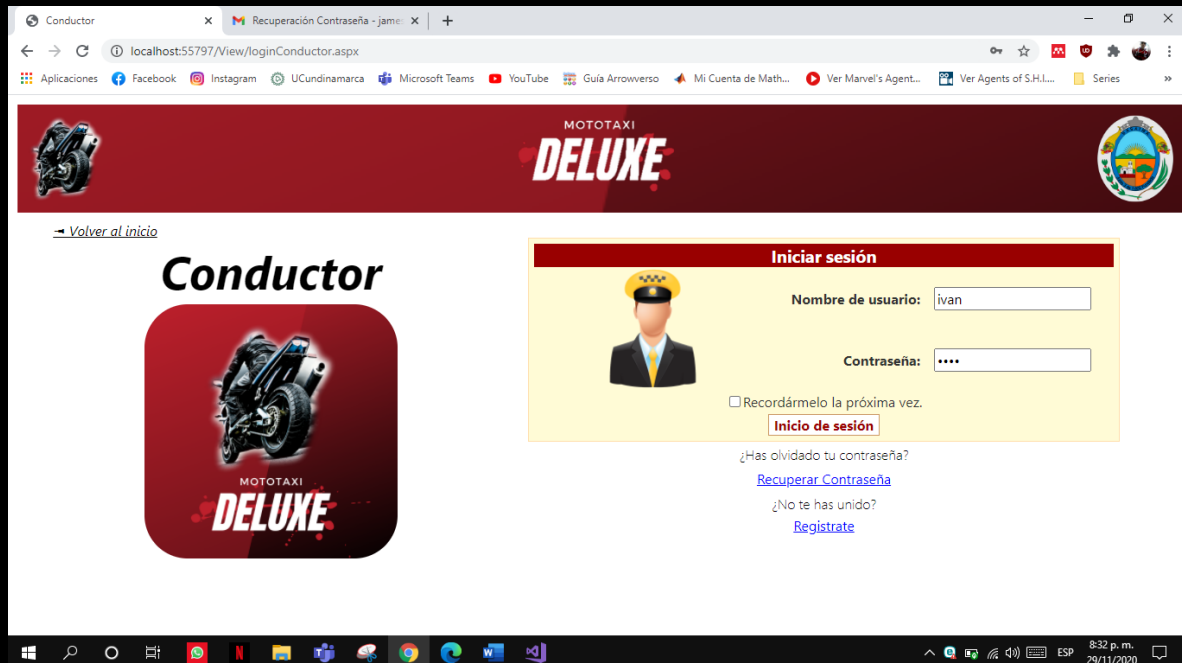 Conductor
Recuperación Contraseña - jame
localhost:55797/View/loginConductor.aspx
Aplicaciones Facebook Instagram UCundinamarca Microsoft Teams YouTube Guía Arrowverso Mi Cuenta de Math... Ver Marvel's Agent... Ver Agents of S.H.I.... Series »
MOTOTAXI
DELUXE
◄ Volver al inicio
Conductor
MOTOTAXI
DELUXE
Iniciar sesión
Nombre de usuario: ivan
Contraseña: ••••
Recordármelo la próxima vez.
Inicio de sesión
¿Has olvidado tu contraseña?
Recuperar Contraseña
¿No te has unido?
Registrate
ESP
8:32 p. m.
29/11/2020